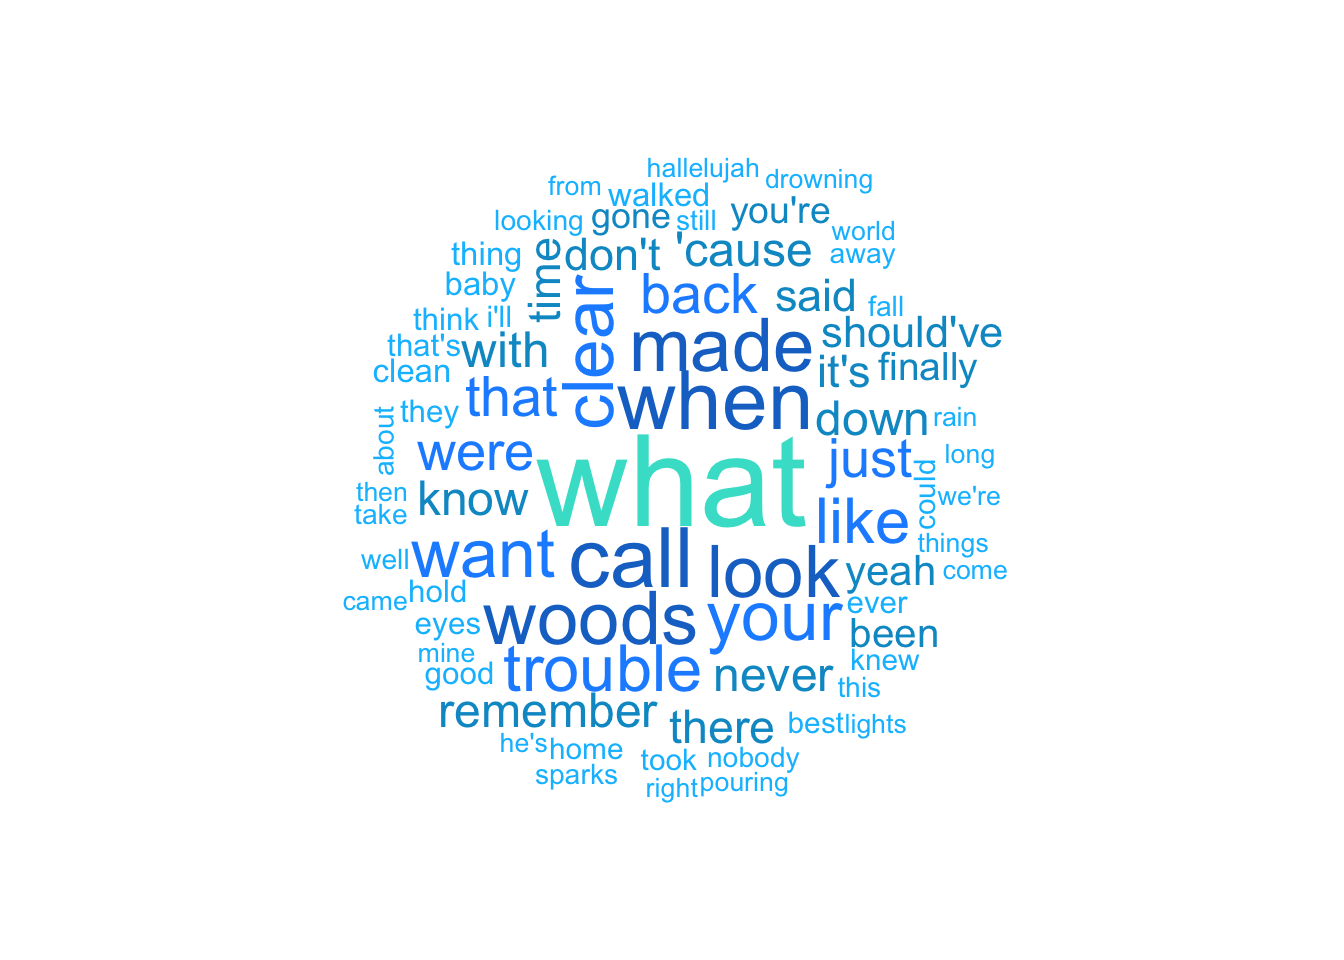 hallelujah
from
walked
drowning
looking
gone
still
you're
world
thing
time
don't
'cause
away
baby
clear
back
said
fall
think
i'll
made
should've
that's
with
it's
finally
clean
that
when
about
they
down
rain
were
what
just
long
then
know
could
we're
take
like
things
well
want
call
look
yeah
come
came
hold
woods
your
ever
eyes
been
mine
trouble
never
knew
good
this
remember
there
best
lights
he's
home
took
nobody
sparks
right
pouring